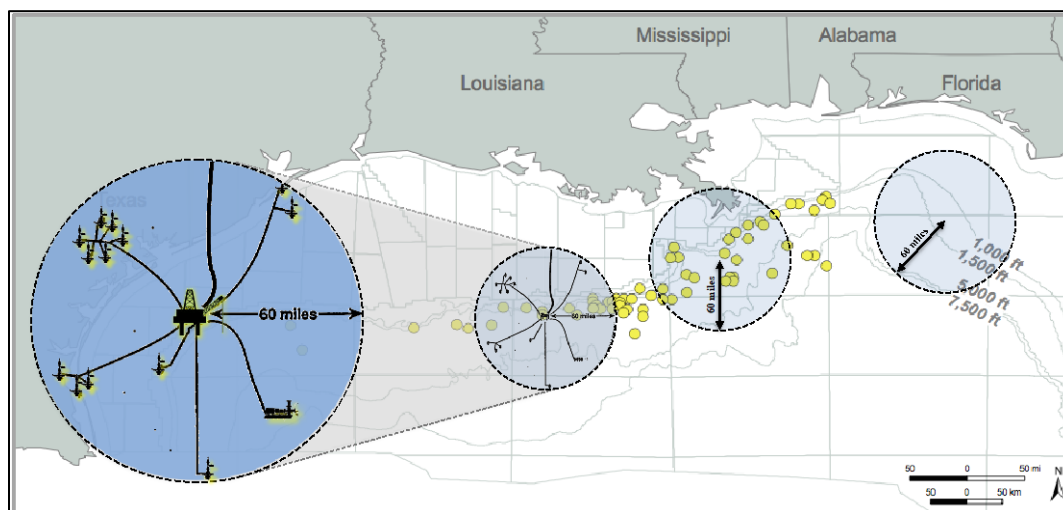 Mississippi
Alabama
Louisiana
Florida
Texas
60 miles
60 miles
60 miles
60 miles
1,000 ft
1,500 ft
5,000 ft
7,500 ft
50 0 50 mi
50 0 50 km
N